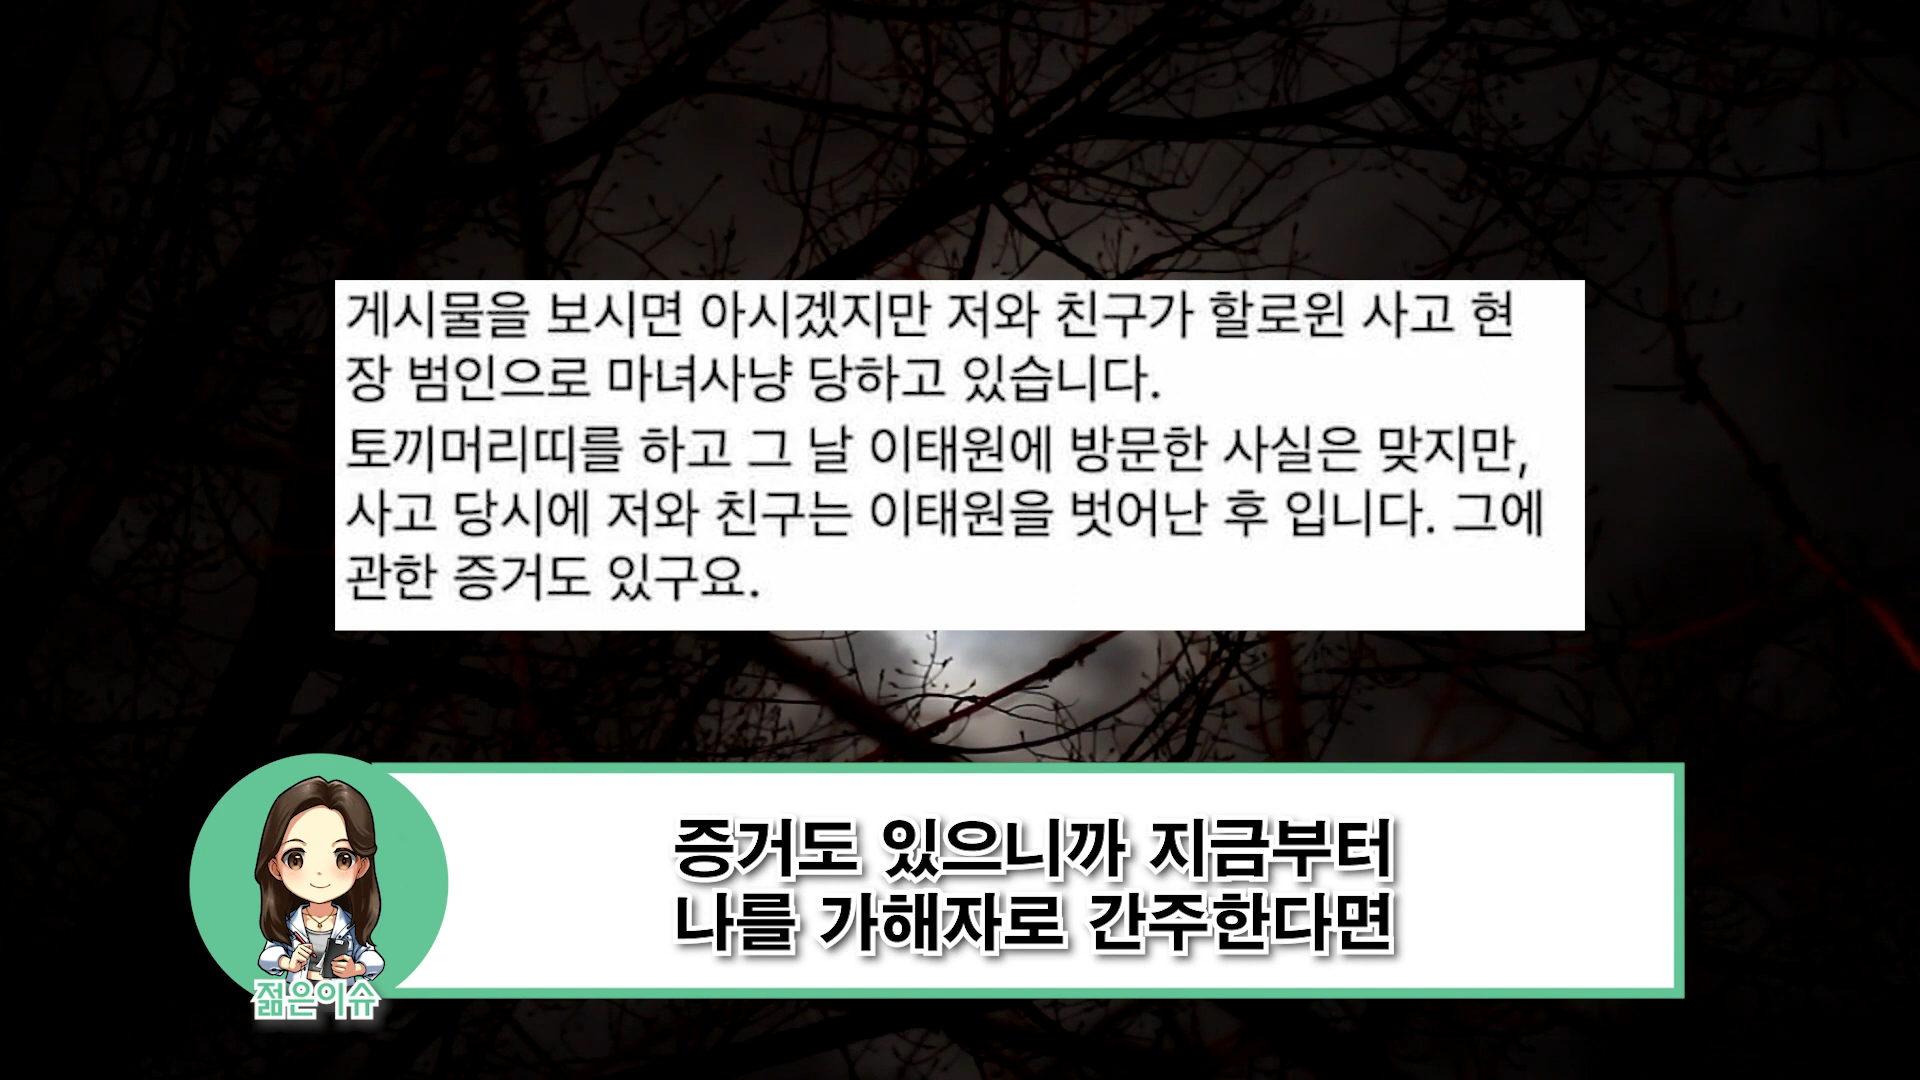 게시물을 보시면 아시겠지만 저와 친구가 할로윈 사고 현
장 범인으로 마녀사냥 당하고 있습니다.
토끼머리띠를 하고 그 날 이태원에 방문한 사실은 맞지만,
사고 당시에 저와 친구는 이태원을 벗어난 후 입니다. 그에
관한 증거도 있구요.
증거도 있으니까 지금부터
나를 가해자로 간주한다면
젊은이슈